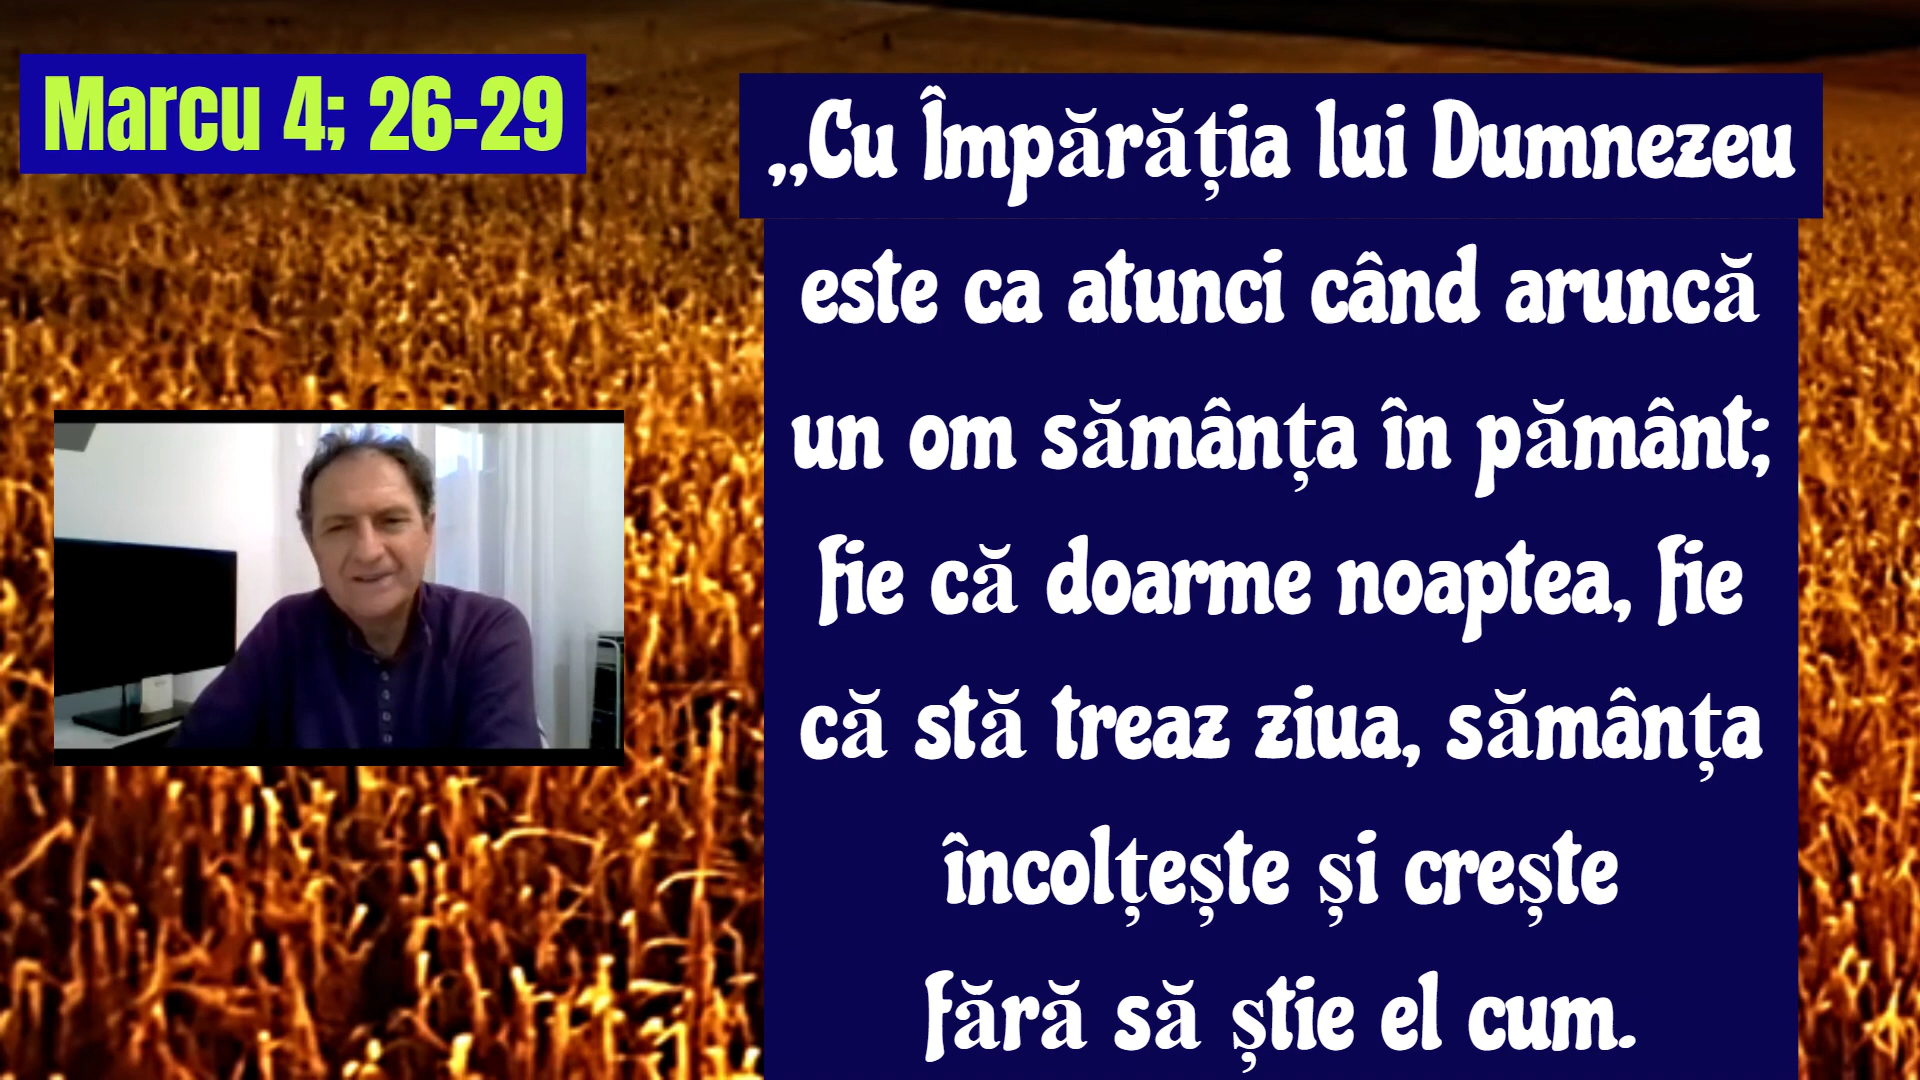 Marcu 4; 26-29
„Cu Împărăția lui Dumnezeu
este ca atunci când aruncă
un om sămânța în pământ;
fie că doarme noaptea, fie
că stă treaz ziua, sămânța
încolțește și crește
fără să știe el cum.